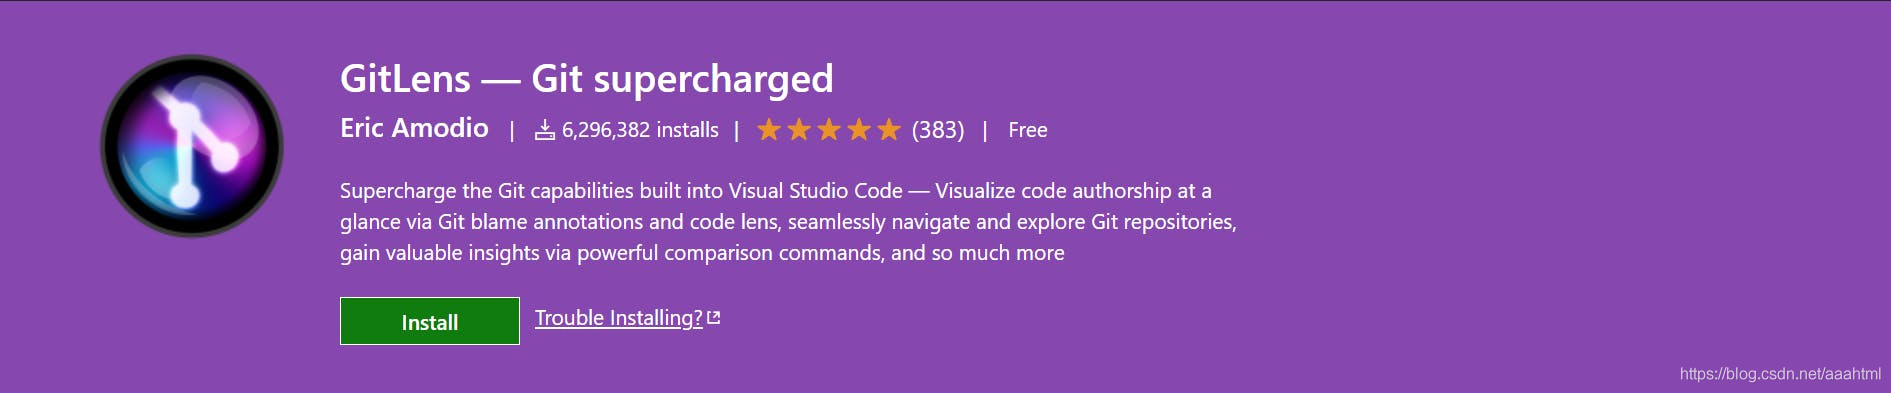 GitLens — Git supercharged
Eric Amodio | 6,296,382 installs | (383) | Free
Supercharge the Git capabilities built into Visual Studio Code — Visualize code authorship at a
glance via Git blame annotations and code lens, seamlessly navigate and explore Git repositories,
gain valuable insights via powerful comparison commands, and so much more
Install Trouble Installing?
https://blog.csdn.net/aaahtml